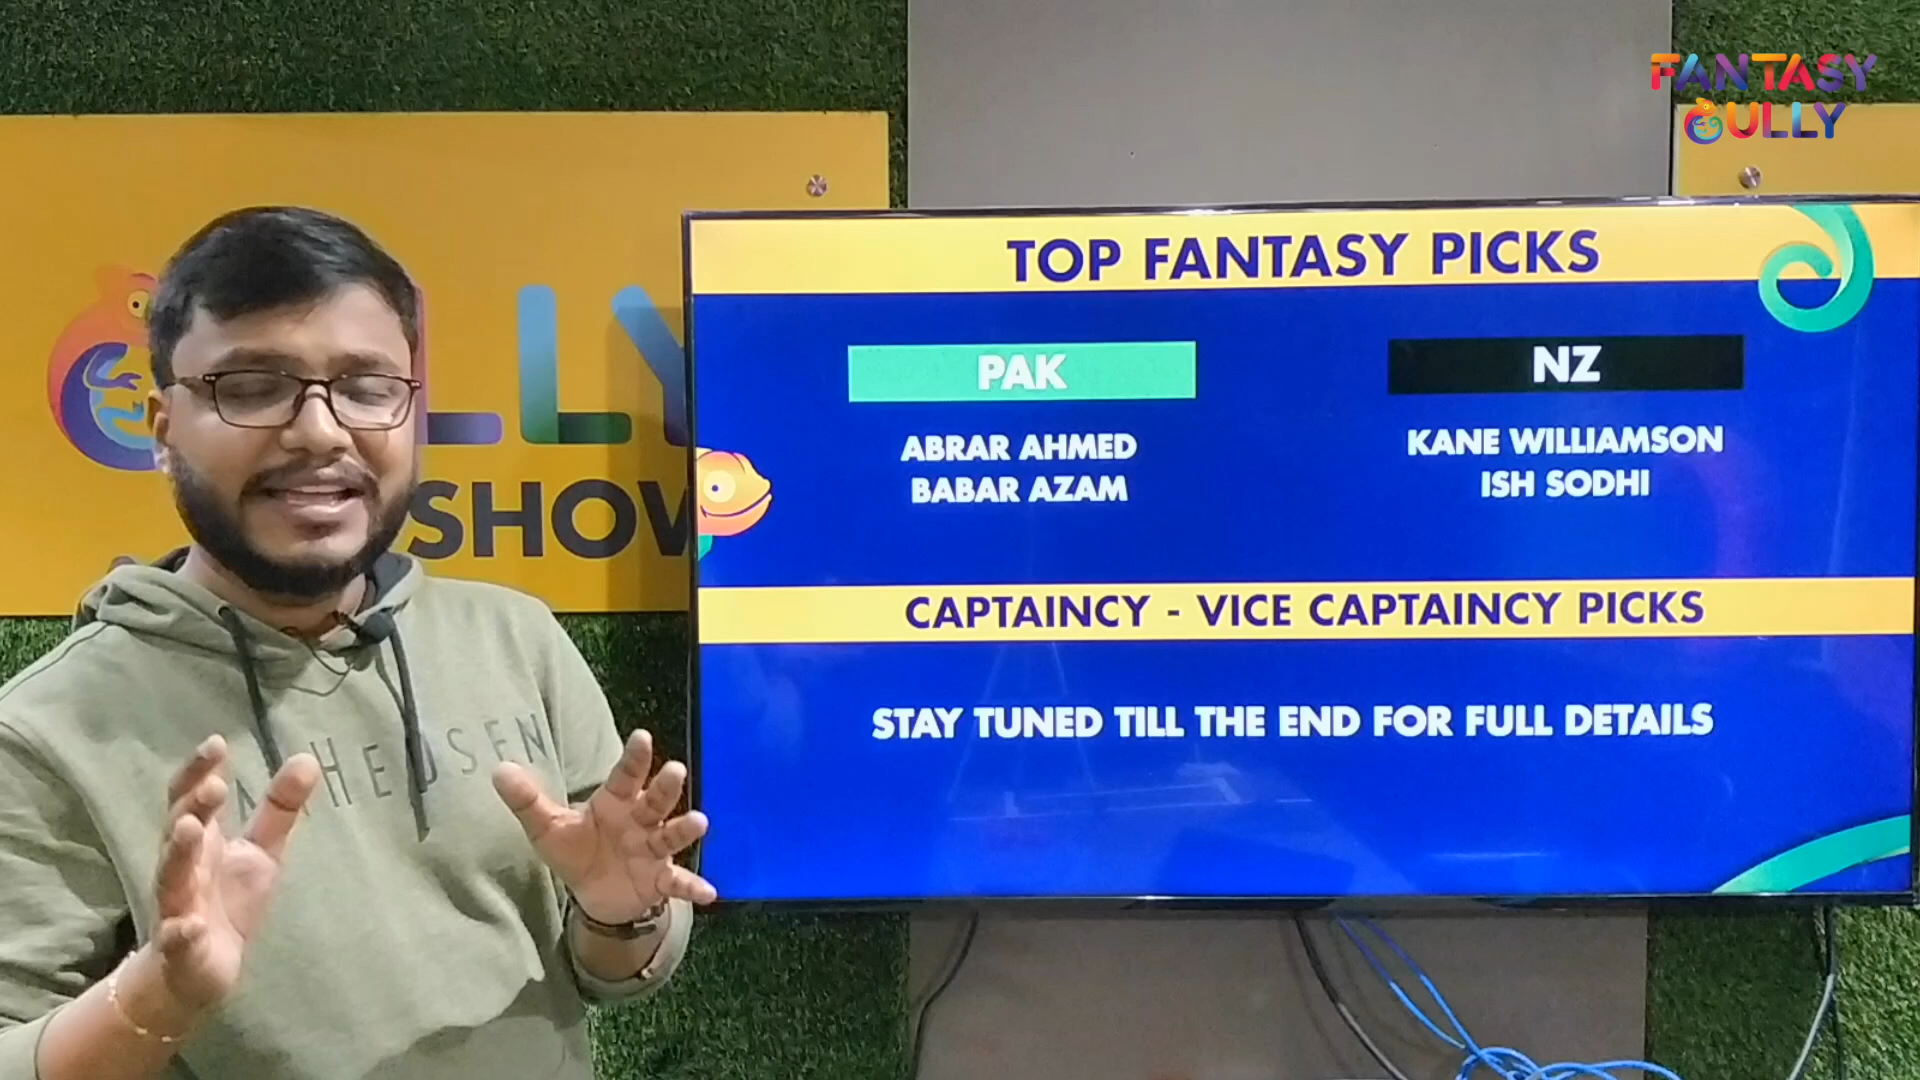 FANTASY
GULLY
LLY
SHOW
TOP FANTASY PICKS
PAK
NZ
ABRAR AHMED
BABAR AZAM
KANE WILLIAMSON
ISH SODHI
CAPTAINCY - VICE CAPTAINCY PICKS
STAY TUNED TILL THE END FOR FULL DETAILS